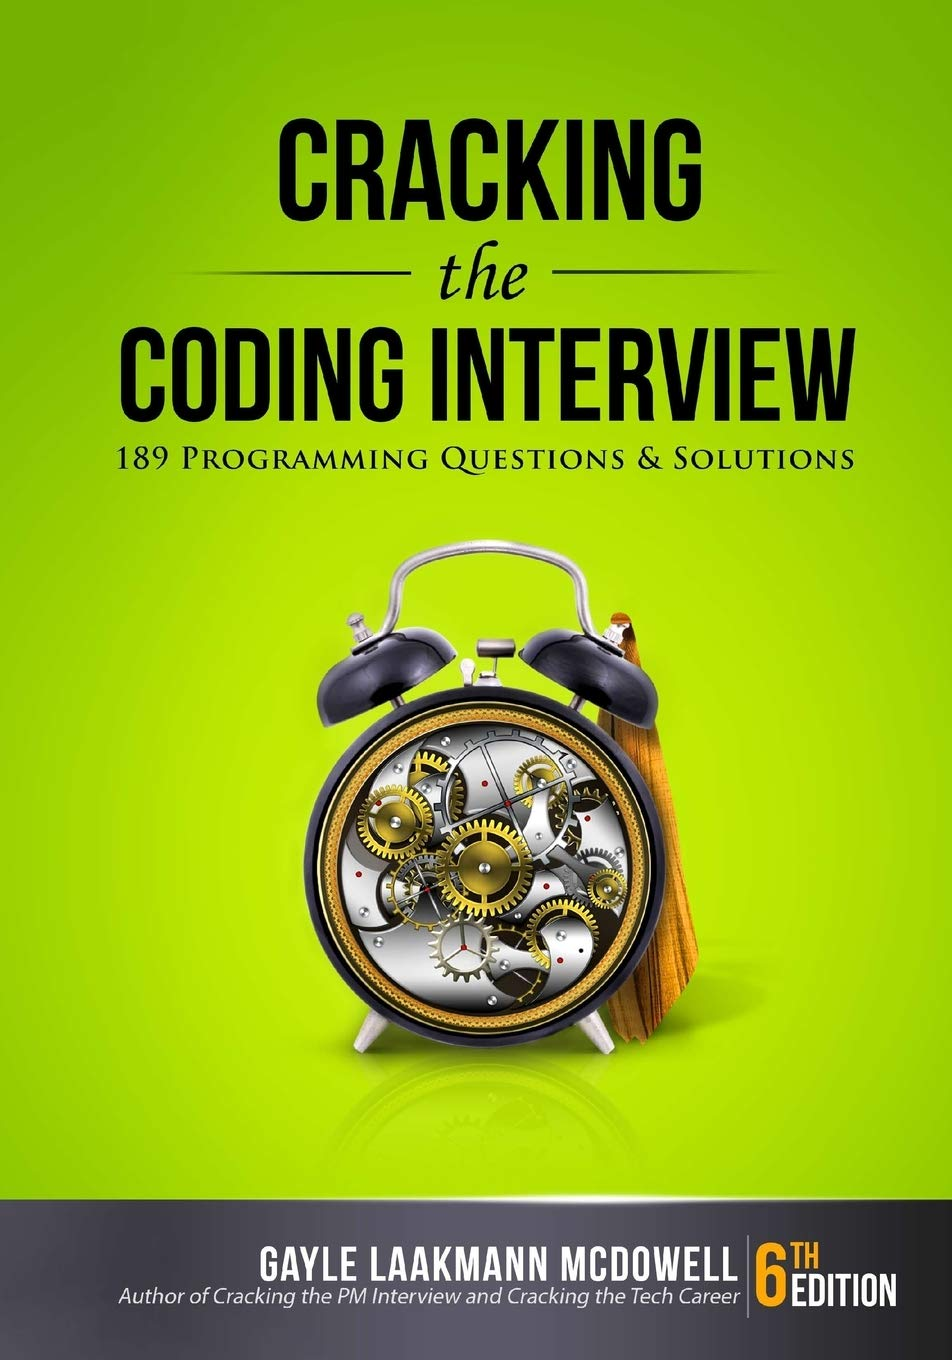 CRACKING
the
CODING INTERVIEW
189 PROGRAMMING QUESTIONS & SOLUTIONS
GAYLE LAAKMANN MCDOWELL
Author of Cracking the PM Interview and Cracking the Tech Career
6TH
EDITION